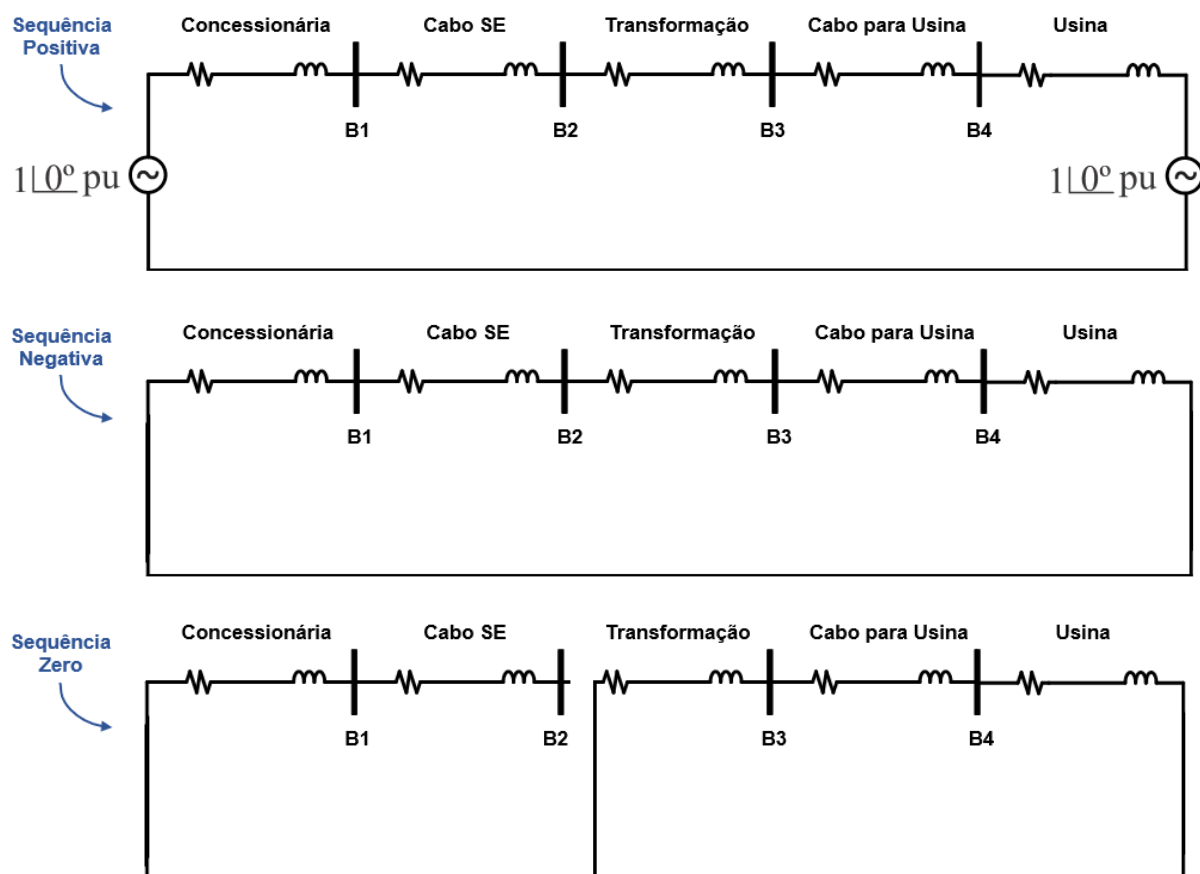 Sequência
Positiva
Concessionária Cabo SE Transformação Cabo para Usina Usina
B1 B2 B3 B4
1|0º pu 1|0º pu
Sequência
Negativa
Concessionária Cabo SE Transformação Cabo para Usina Usina
B1 B2 B3 B4
Sequência
Zero
Concessionária Cabo SE Transformação Cabo para Usina Usina
B1 B2 B3 B4